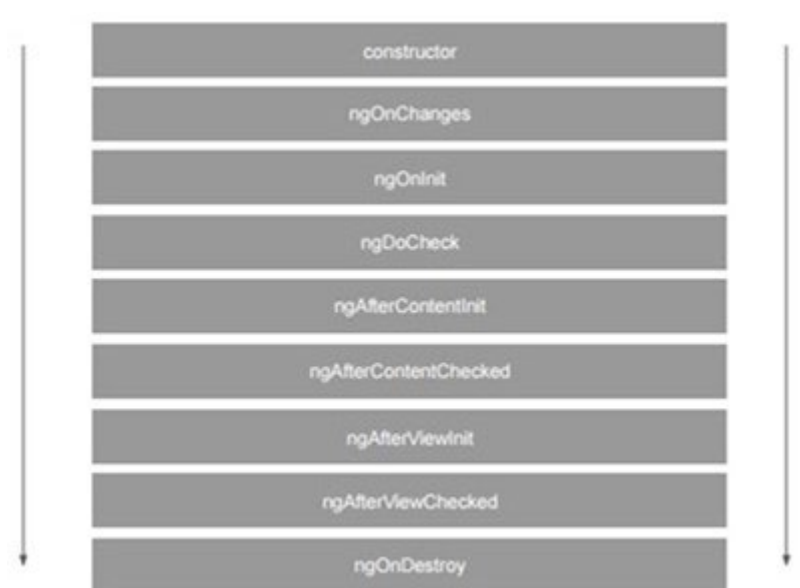 constructor
ngOnChanges
ngOnInit
ngDoCheck
ngAfterContentInit
ngAfterContentChecked
ngAfterViewInit
ngAfterViewChecked
ngOnDestroy